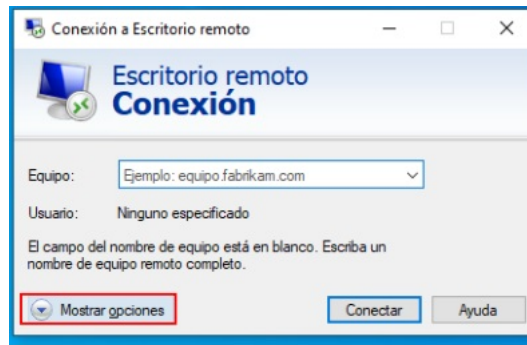 Conexión a Escritorio remoto
Escritorio remoto
Conexión
Equipo: Ejemplo: equipo.fabrikam.com
Usuario: Ninguno especificado
El campo del nombre de equipo está en blanco. Escriba un
nombre de equipo remoto completo.
Mostrar opciones Conectar Ayuda